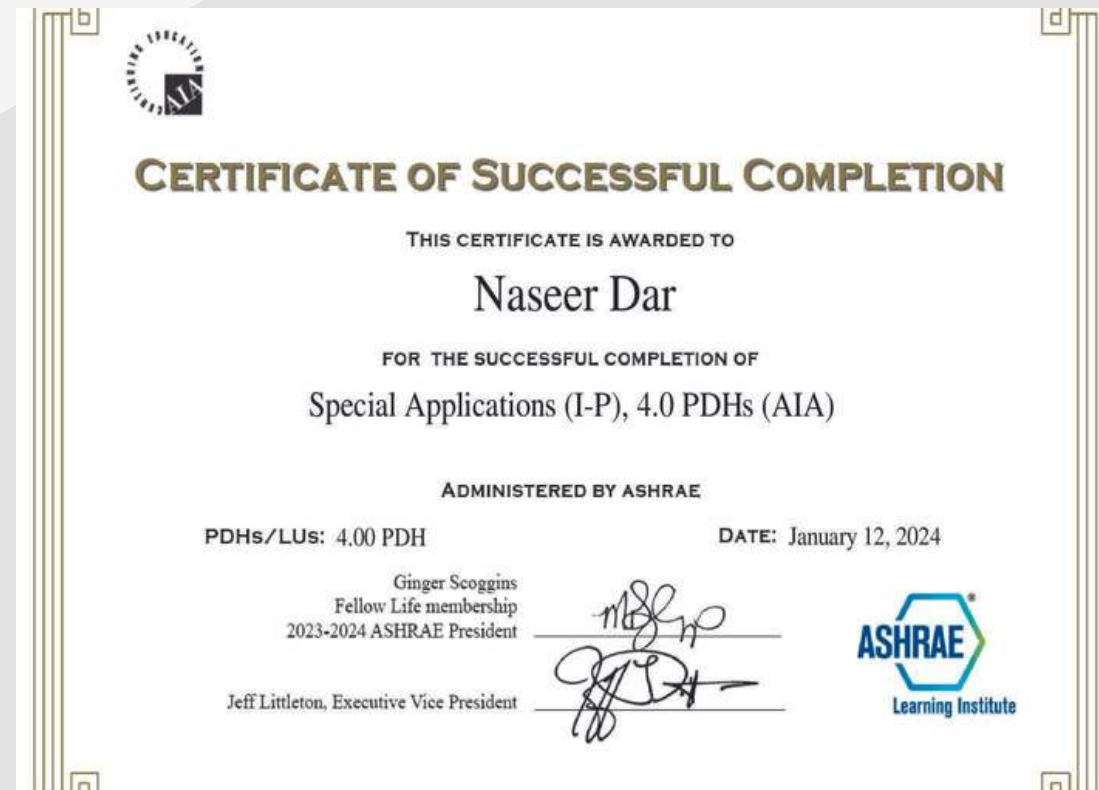 CONTINUING EDUCATION
AIA
CERTIFICATE OF SUCCESSFUL COMPLETION
THIS CERTIFICATE IS AWARDED TO
Naseer Dar
FOR THE SUCCESSFUL COMPLETION OF
Special Applications (I-P), 4.0 PDHs (AIA)
ADMINISTERED BY ASHRAE
PDHs/LUs: 4.00 PDH
DATE: January 12, 2024
Ginger Scoggins
Fellow Life membership
2023-2024 ASHRAE President
Jeff Littleton, Executive Vice President
ASHRAE®
Learning Institute